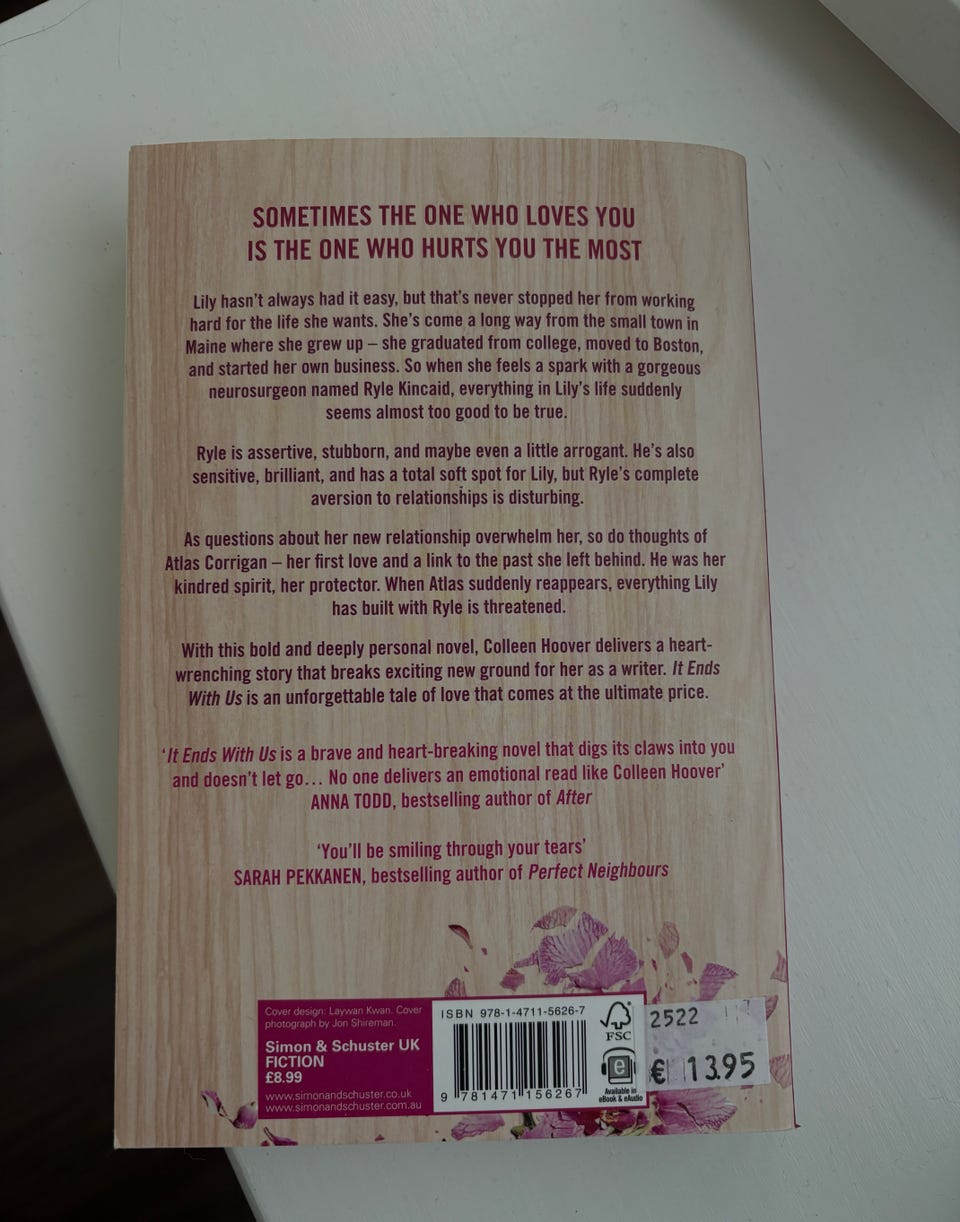 SOMETIMES THE ONE WHO LOVES YOU
IS THE ONE WHO HURTS YOU THE MOST
Lily hasn't always had it easy, but that's never stopped her from working
hard for the life she wants. She's come a long way from the small town in
Maine where she grew up – she graduated from college, moved to Boston,
and started her own business. So when she feels a spark with a gorgeous
neurosurgeon named Ryle Kincaid, everything in Lily's life suddenly
seems almost too good to be true.
Ryle is assertive, stubborn, and maybe even a little arrogant. He's also
sensitive, brilliant, and has a total soft spot for Lily, but Ryle's complete
aversion to relationships is disturbing.
As questions about her new relationship overwhelm her, so do thoughts of
Atlas Corrigan – her first love and a link to the past she left behind. He was her
kindred spirit, her protector. When Atlas suddenly reappears, everything Lily
has built with Ryle is threatened.
With this bold and deeply personal novel, Colleen Hoover delivers a heart-
wrenching story that breaks exciting new ground for her as a writer. It Ends
With Us is an unforgettable tale of love that comes at the ultimate price.
'It Ends With Us is a brave and heart-breaking novel that digs its claws into you
and doesn't let go… No one delivers an emotional read like Colleen Hoover'
ANNA TODD, bestselling author of After
'You'll be smiling through your tears'
SARAH PEKKANEN, bestselling author of Perfect Neighbours
Cover design: Laywan Kwan. Cover
photograph by Jon Shireman.
Simon & Schuster UK
FICTION
£8.99
www.simonandschuster.co.uk
www.simonandschuster.com.au
ISBN 978-1-4711-5626-7
9 781471 156267
FSC
e
Available in
eBook & eAudio
2522
€ 13.95